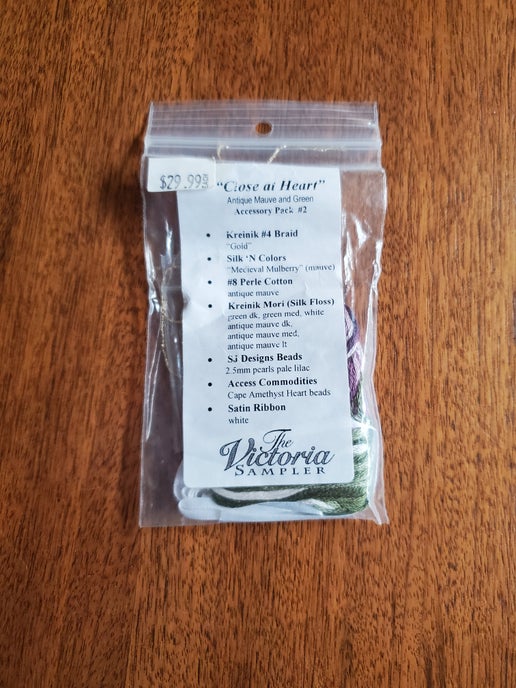 $29.99
"Close at Heart"
Antique Mauve and Green
Accessory Pack #2
• Kreinik #4 Braid
"Gold"
• Silk 'N Colors
"Medieval Mulberry" (mauve)
• #8 Perle Cotton
antique mauve
• Kreinik Mori (Silk Floss)
green dk, green med, white
antique mauve dk,
antique mauve med,
antique mauve lt
• SJ Designs Beads
2.5mm pearls pale lilac
• Access Commodities
Cape Amethyst Heart beads
• Satin Ribbon
white
The
Victoria
SAMPLER